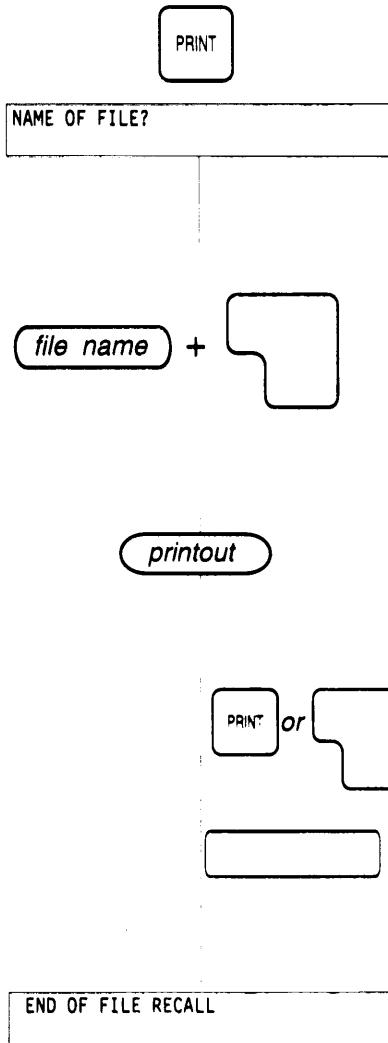 PRINT
NAME OF FILE?
file name +
printout
PRINT or
END OF FILE RECALL